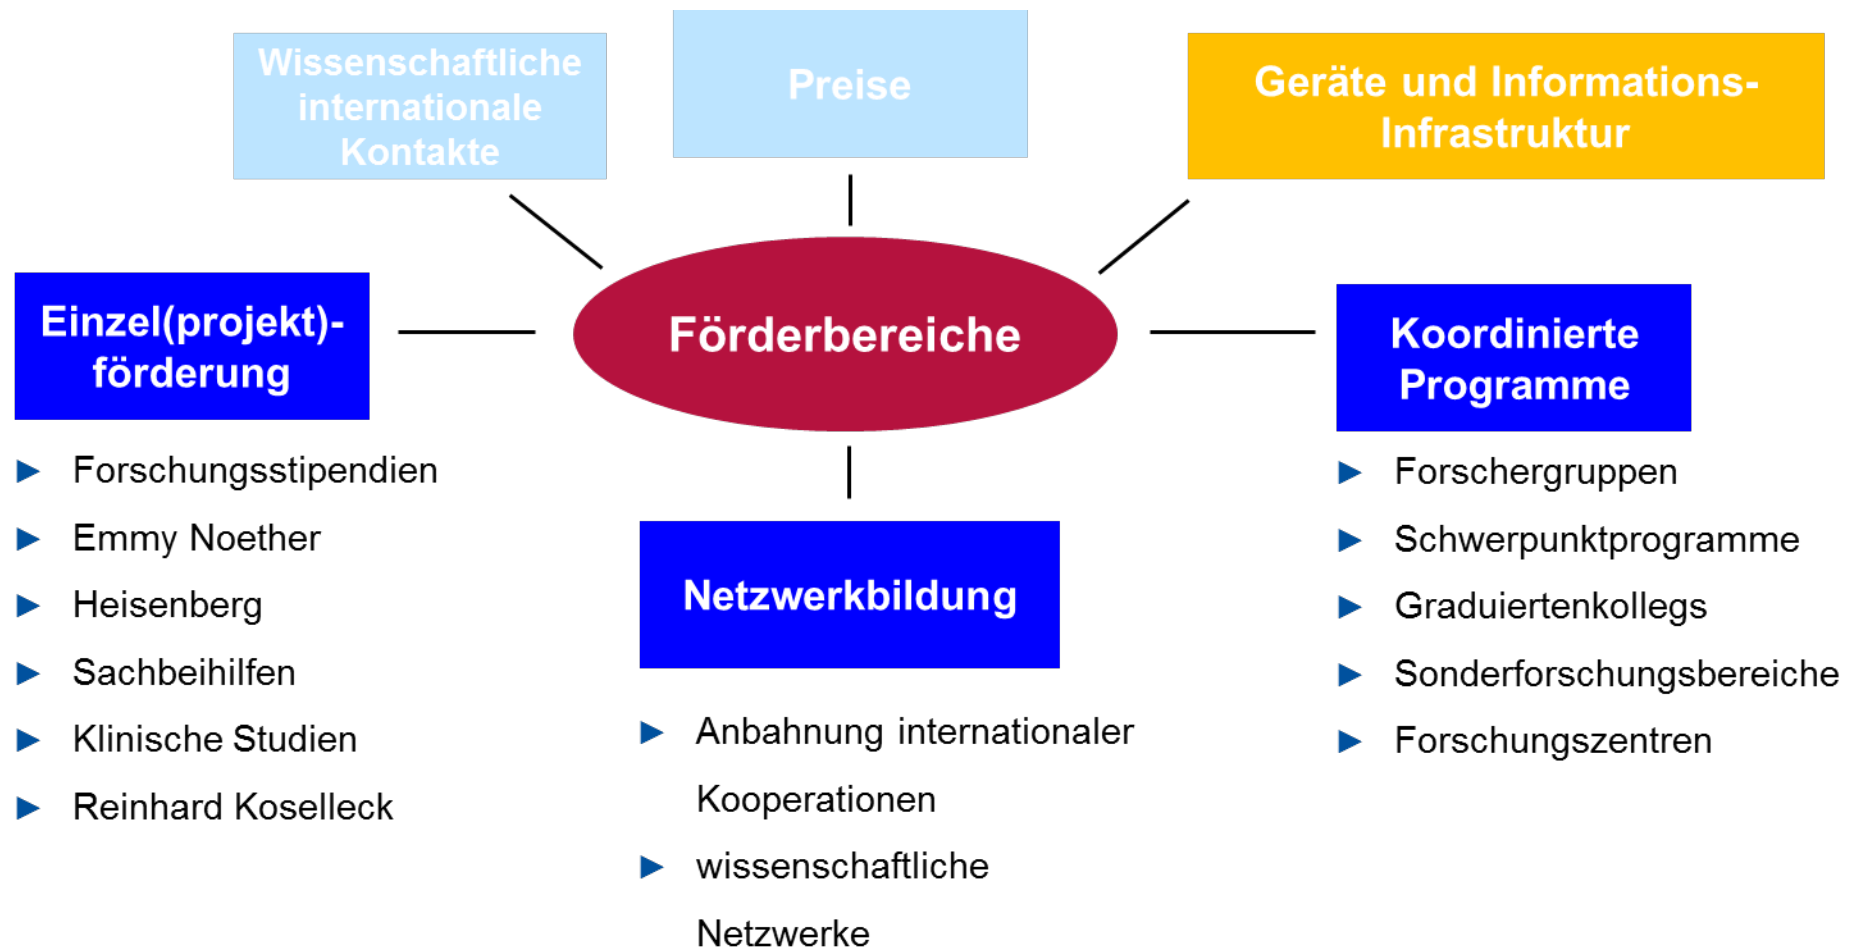 Wissenschaftliche
internationale
Kontakte
Preise
Geräte und Informations-
Infrastruktur
Einzel(projekt)-
förderung
Förderbereiche
Koordinierte
Programme
Forschungsstipendien
Emmy Noether
Heisenberg
Sachbeihilfen
Klinische Studien
Reinhard Koselleck
Netzwerkbildung
Anbahnung internationaler
Kooperationen
wissenschaftliche
Netzwerke
Forschergruppen
Schwerpunktprogramme
Graduiertenkollegs
Sonderforschungsbereiche
Forschungszentren